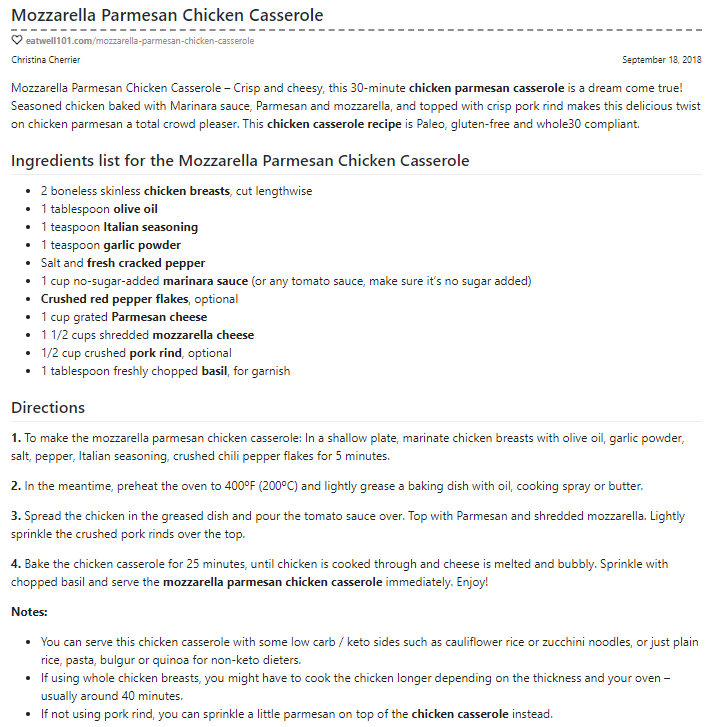 Mozzarella Parmesan Chicken Casserole
eatwell101.com/mozzarella-parmesan-chicken-casserole
Christina Cherrier September 18, 2018
Mozzarella Parmesan Chicken Casserole – Crisp and cheesy, this 30-minute chicken parmesan casserole is a dream come true!
Seasoned chicken baked with Marinara sauce, Parmesan and mozzarella, and topped with crisp pork rind makes this delicious twist
on chicken parmesan a total crowd pleaser. This chicken casserole recipe is Paleo, gluten-free and whole30 compliant.
Ingredients list for the Mozzarella Parmesan Chicken Casserole
• 2 boneless skinless chicken breasts, cut lengthwise
• 1 tablespoon olive oil
• 1 teaspoon Italian seasoning
• 1 teaspoon garlic powder
• Salt and fresh cracked pepper
• 1 cup no-sugar-added marinara sauce (or any tomato sauce, make sure it's no sugar added)
• Crushed red pepper flakes, optional
• 1 cup grated Parmesan cheese
• 1 1/2 cups shredded mozzarella cheese
• 1/2 cup crushed pork rind, optional
• 1 tablespoon freshly chopped basil, for garnish
Directions
1. To make the mozzarella parmesan chicken casserole: In a shallow plate, marinate chicken breasts with olive oil, garlic powder,
salt, pepper, Italian seasoning, crushed chili pepper flakes for 5 minutes.
2. In the meantime, preheat the oven to 400ºF (200ºC) and lightly grease a baking dish with oil, cooking spray or butter.
3. Spread the chicken in the greased dish and pour the tomato sauce over. Top with Parmesan and shredded mozzarella. Lightly
sprinkle the crushed pork rinds over the top.
4. Bake the chicken casserole for 25 minutes, until chicken is cooked through and cheese is melted and bubbly. Sprinkle with
chopped basil and serve the mozzarella parmesan chicken casserole immediately. Enjoy!
Notes:
• You can serve this chicken casserole with some low carb / keto sides such as cauliflower rice or zucchini noodles, or just plain
rice, pasta, bulgur or quinoa for non-keto dieters.
• If using whole chicken breasts, you might have to cook the chicken longer depending on the thickness and your oven –
usually around 40 minutes.
• If not using pork rind, you can sprinkle a little parmesan on top of the chicken casserole instead.